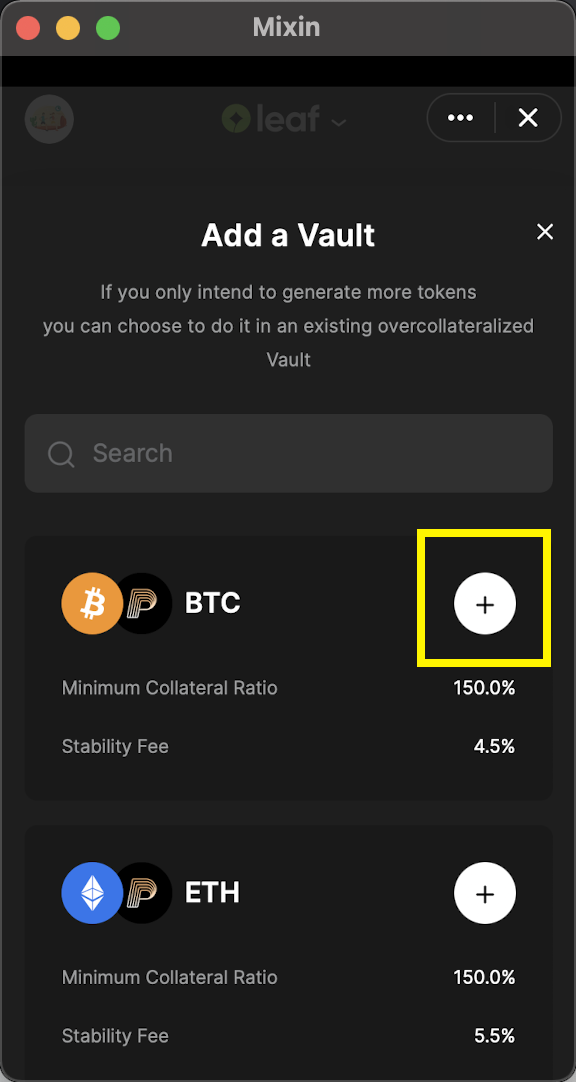 Mixin
leaf
Add a Vault
If you only intend to generate more tokens
you can choose to do it in an existing overcollateralized
Vault
Search
BTC
Minimum Collateral Ratio 150.0%
Stability Fee 4.5%
ETH
Minimum Collateral Ratio 150.0%
Stability Fee 5.5%